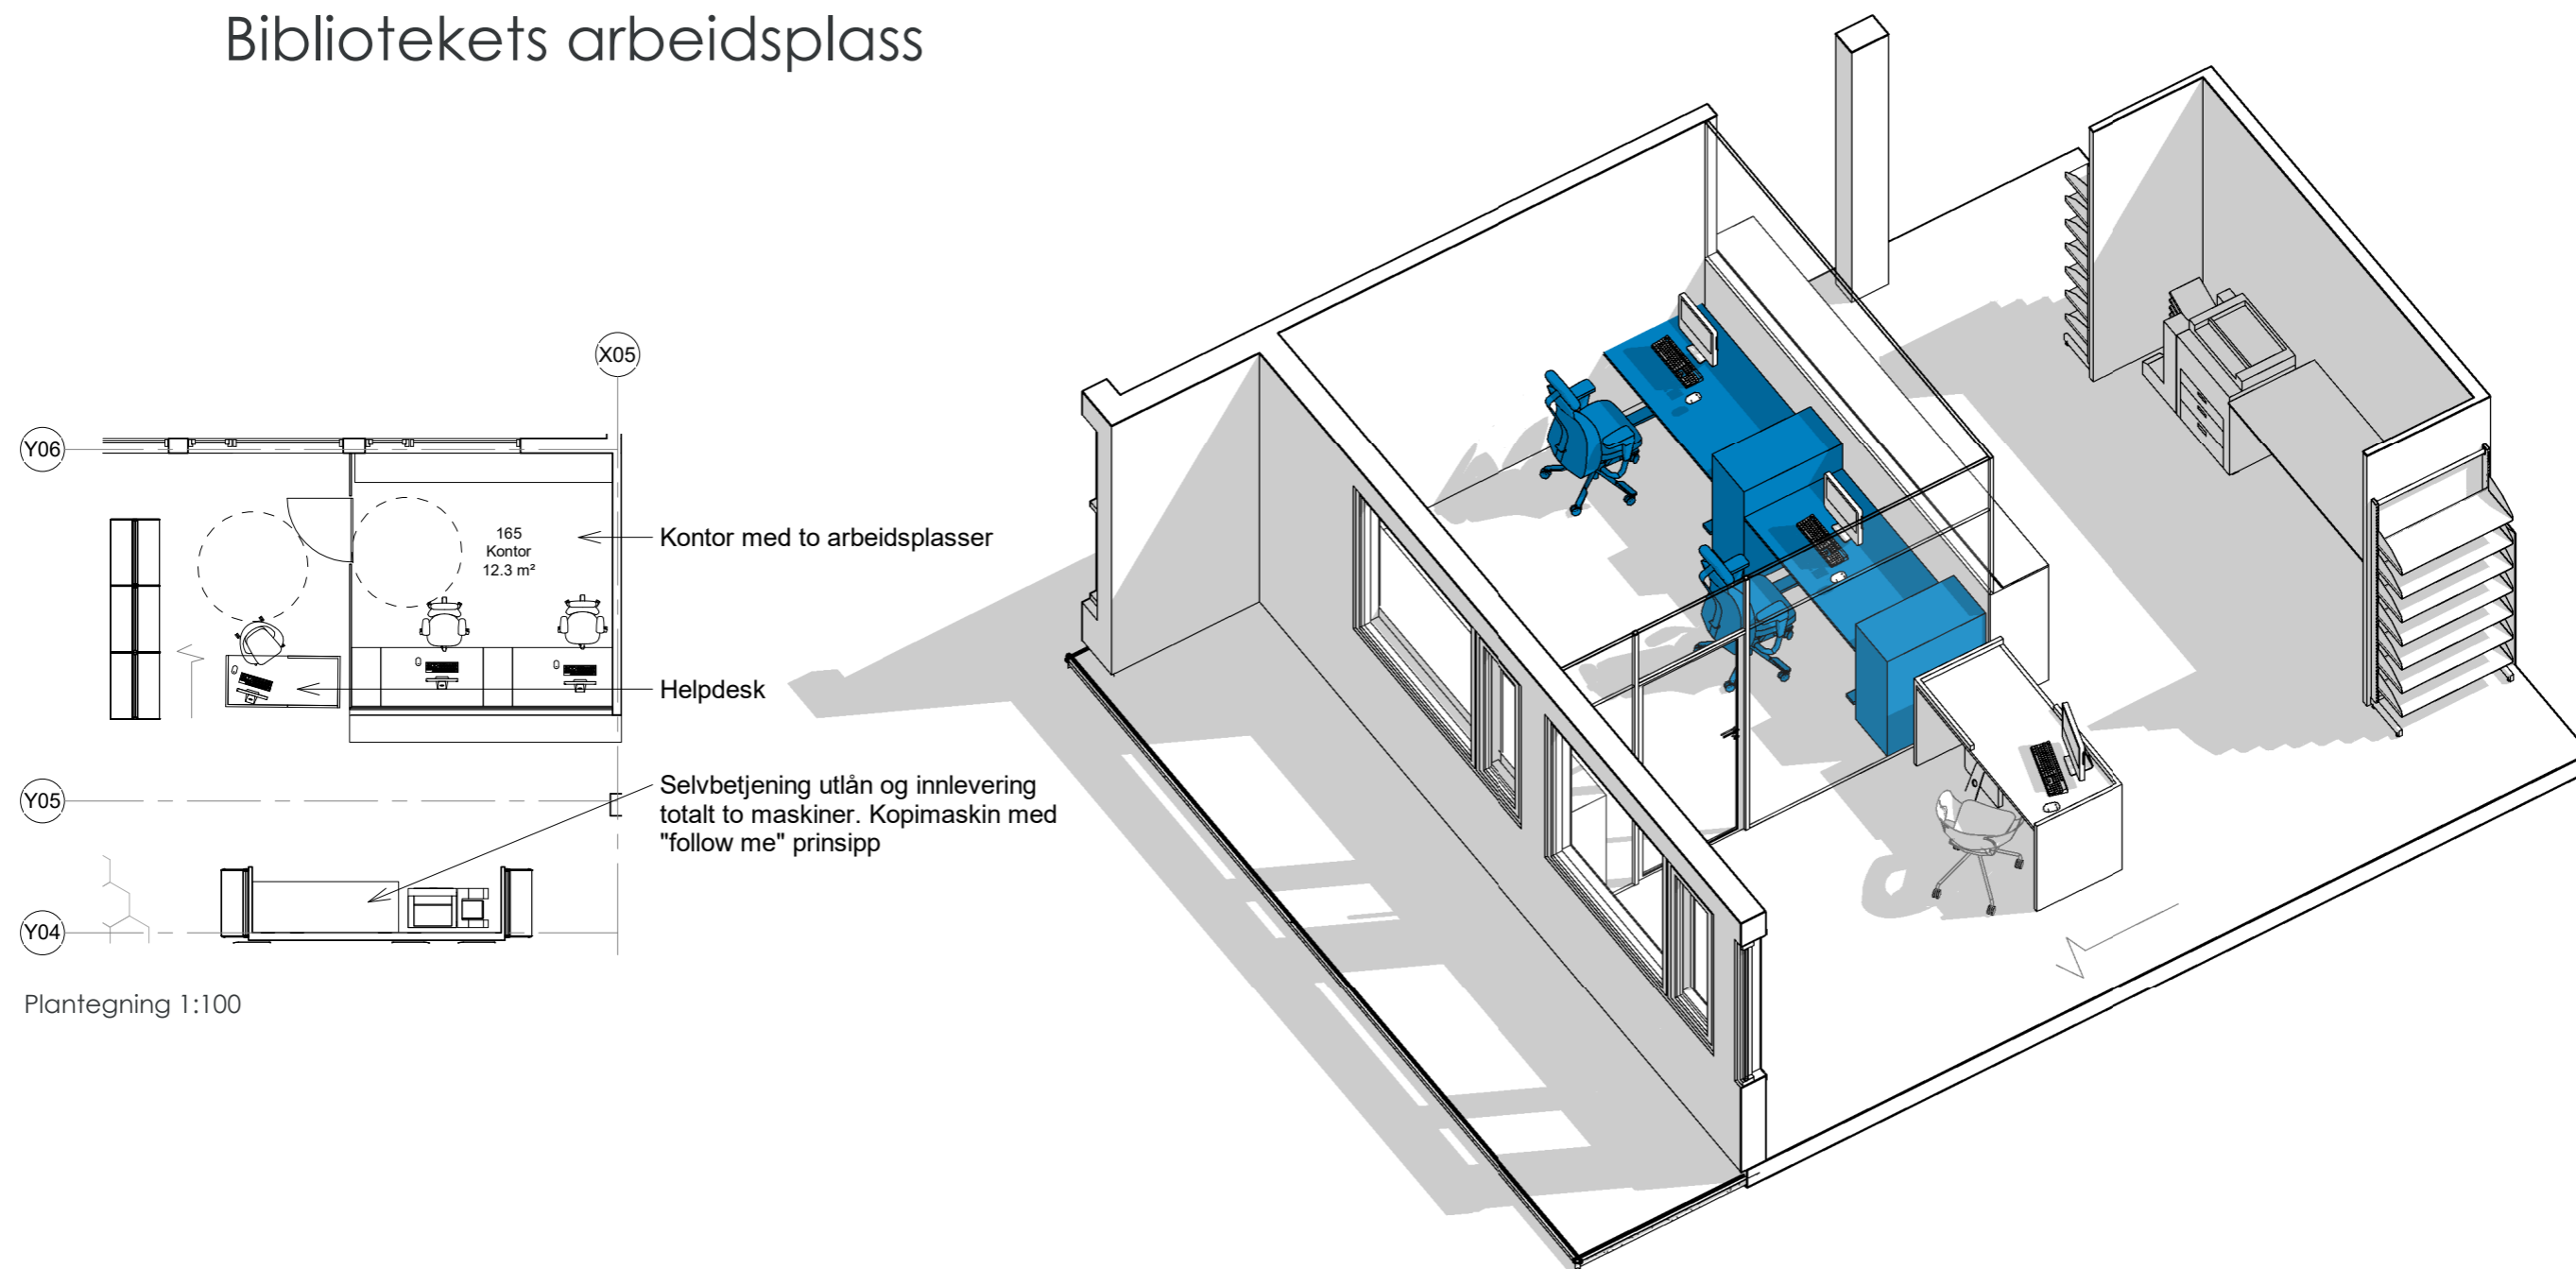 Bibliotekets arbeidsplass
X05
Y06
165
Kontor
12.3 m²
Kontor med to arbeidsplasser
Helpdesk
Y05
Selvbetjening utlån og innlevering
totalt to maskiner. Kopimaskin med
"follow me" prinsipp
Y04
Plantegning 1:100